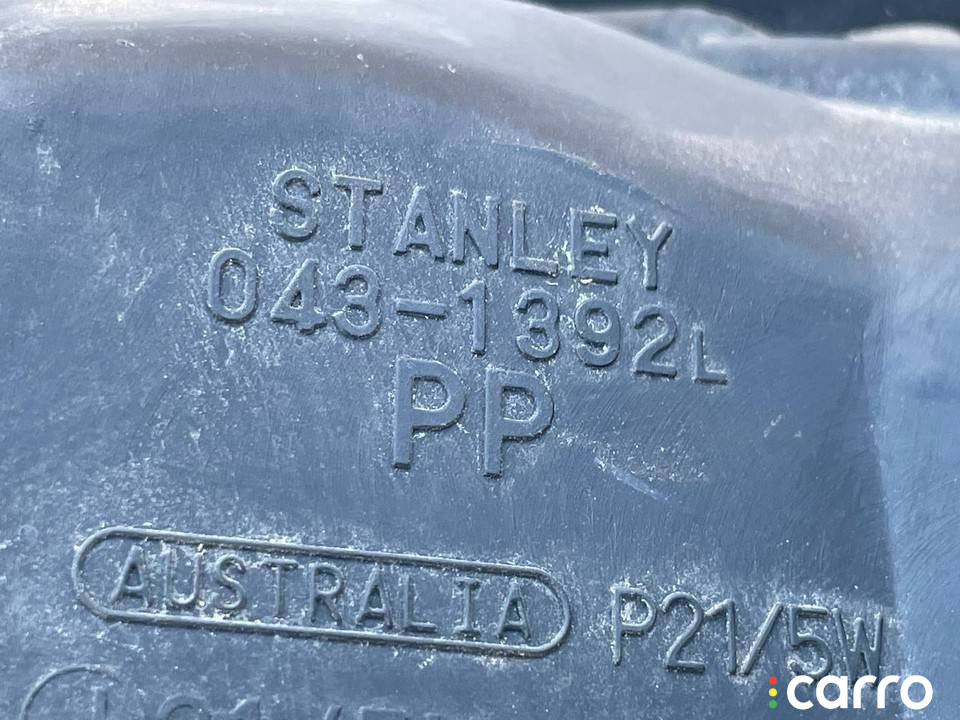 STANLEY
043-1392L
PP
AUSTRALIA P21/5W
carro